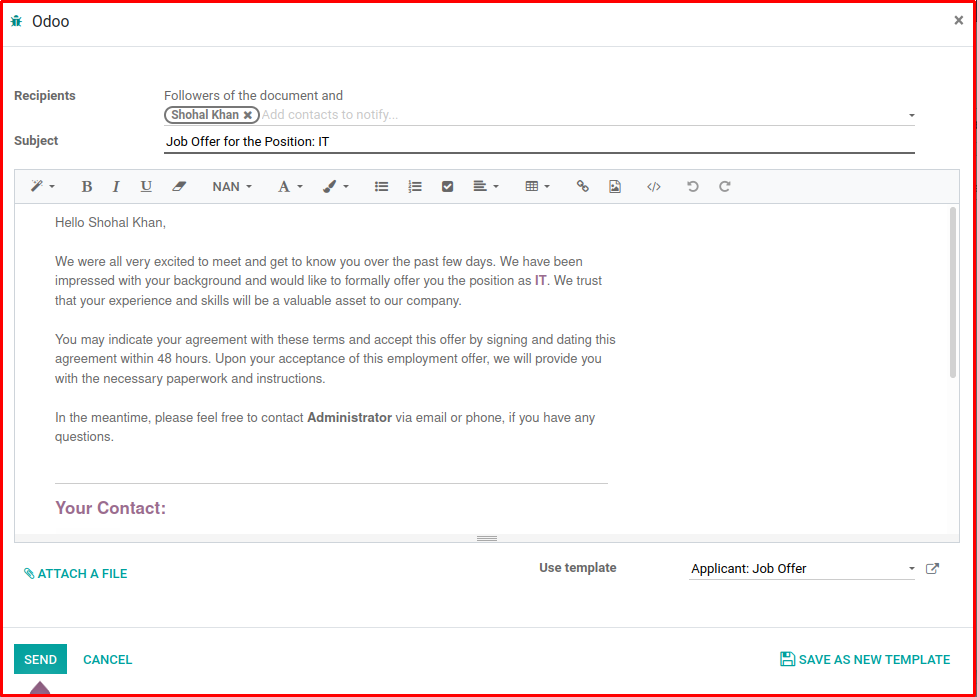 Odoo ×
Recipients Followers of the document and
Shohal Khan × Add contacts to notify...
Subject Job Offer for the Position: IT
B I U NAN A </>
Hello Shohal Khan,
We were all very excited to meet and get to know you over the past few days. We have been
impressed with your background and would like to formally offer you the position as IT. We trust
that your experience and skills will be a valuable asset to our company.
You may indicate your agreement with these terms and accept this offer by signing and dating this
agreement within 48 hours. Upon your acceptance of this employment offer, we will provide you
with the necessary paperwork and instructions.
In the meantime, please feel free to contact Administrator via email or phone, if you have any
questions.
Your Contact:
ATTACH A FILE Use template Applicant: Job Offer
SEND CANCEL SAVE AS NEW TEMPLATE